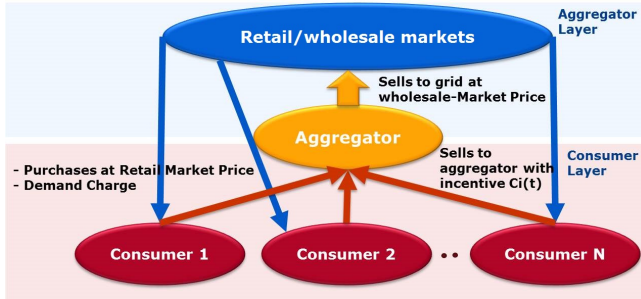 Aggregator
Layer
Retail/wholesale markets
Sells to grid at
wholesale-Market Price
Aggregator
- Purchases at Retail Market Price
- Demand Charge
Sells to
aggregator with
incentive Ci(t)
Consumer
Layer
Consumer 1
Consumer 2
..
Consumer N